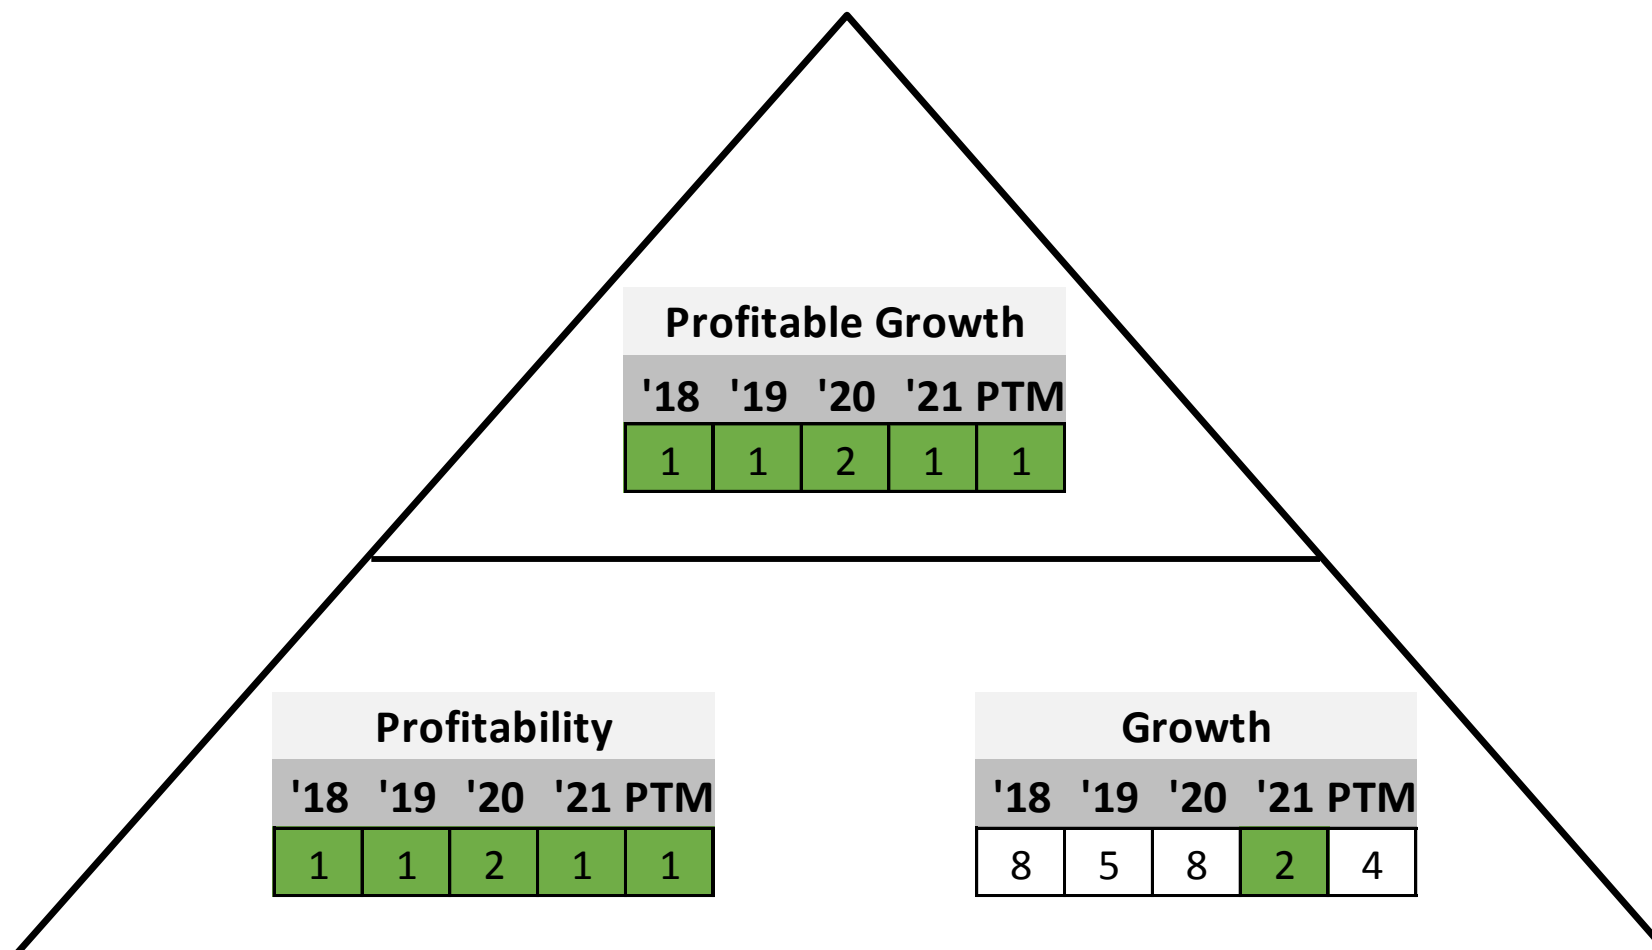 Profitable Growth
'18 '19 '20 '21 PTM
1 1 2 1 1
Profitability
'18 '19 '20 '21 PTM
1 1 2 1 1
Growth
'18 '19 '20 '21 PTM
8 5 8 2 4